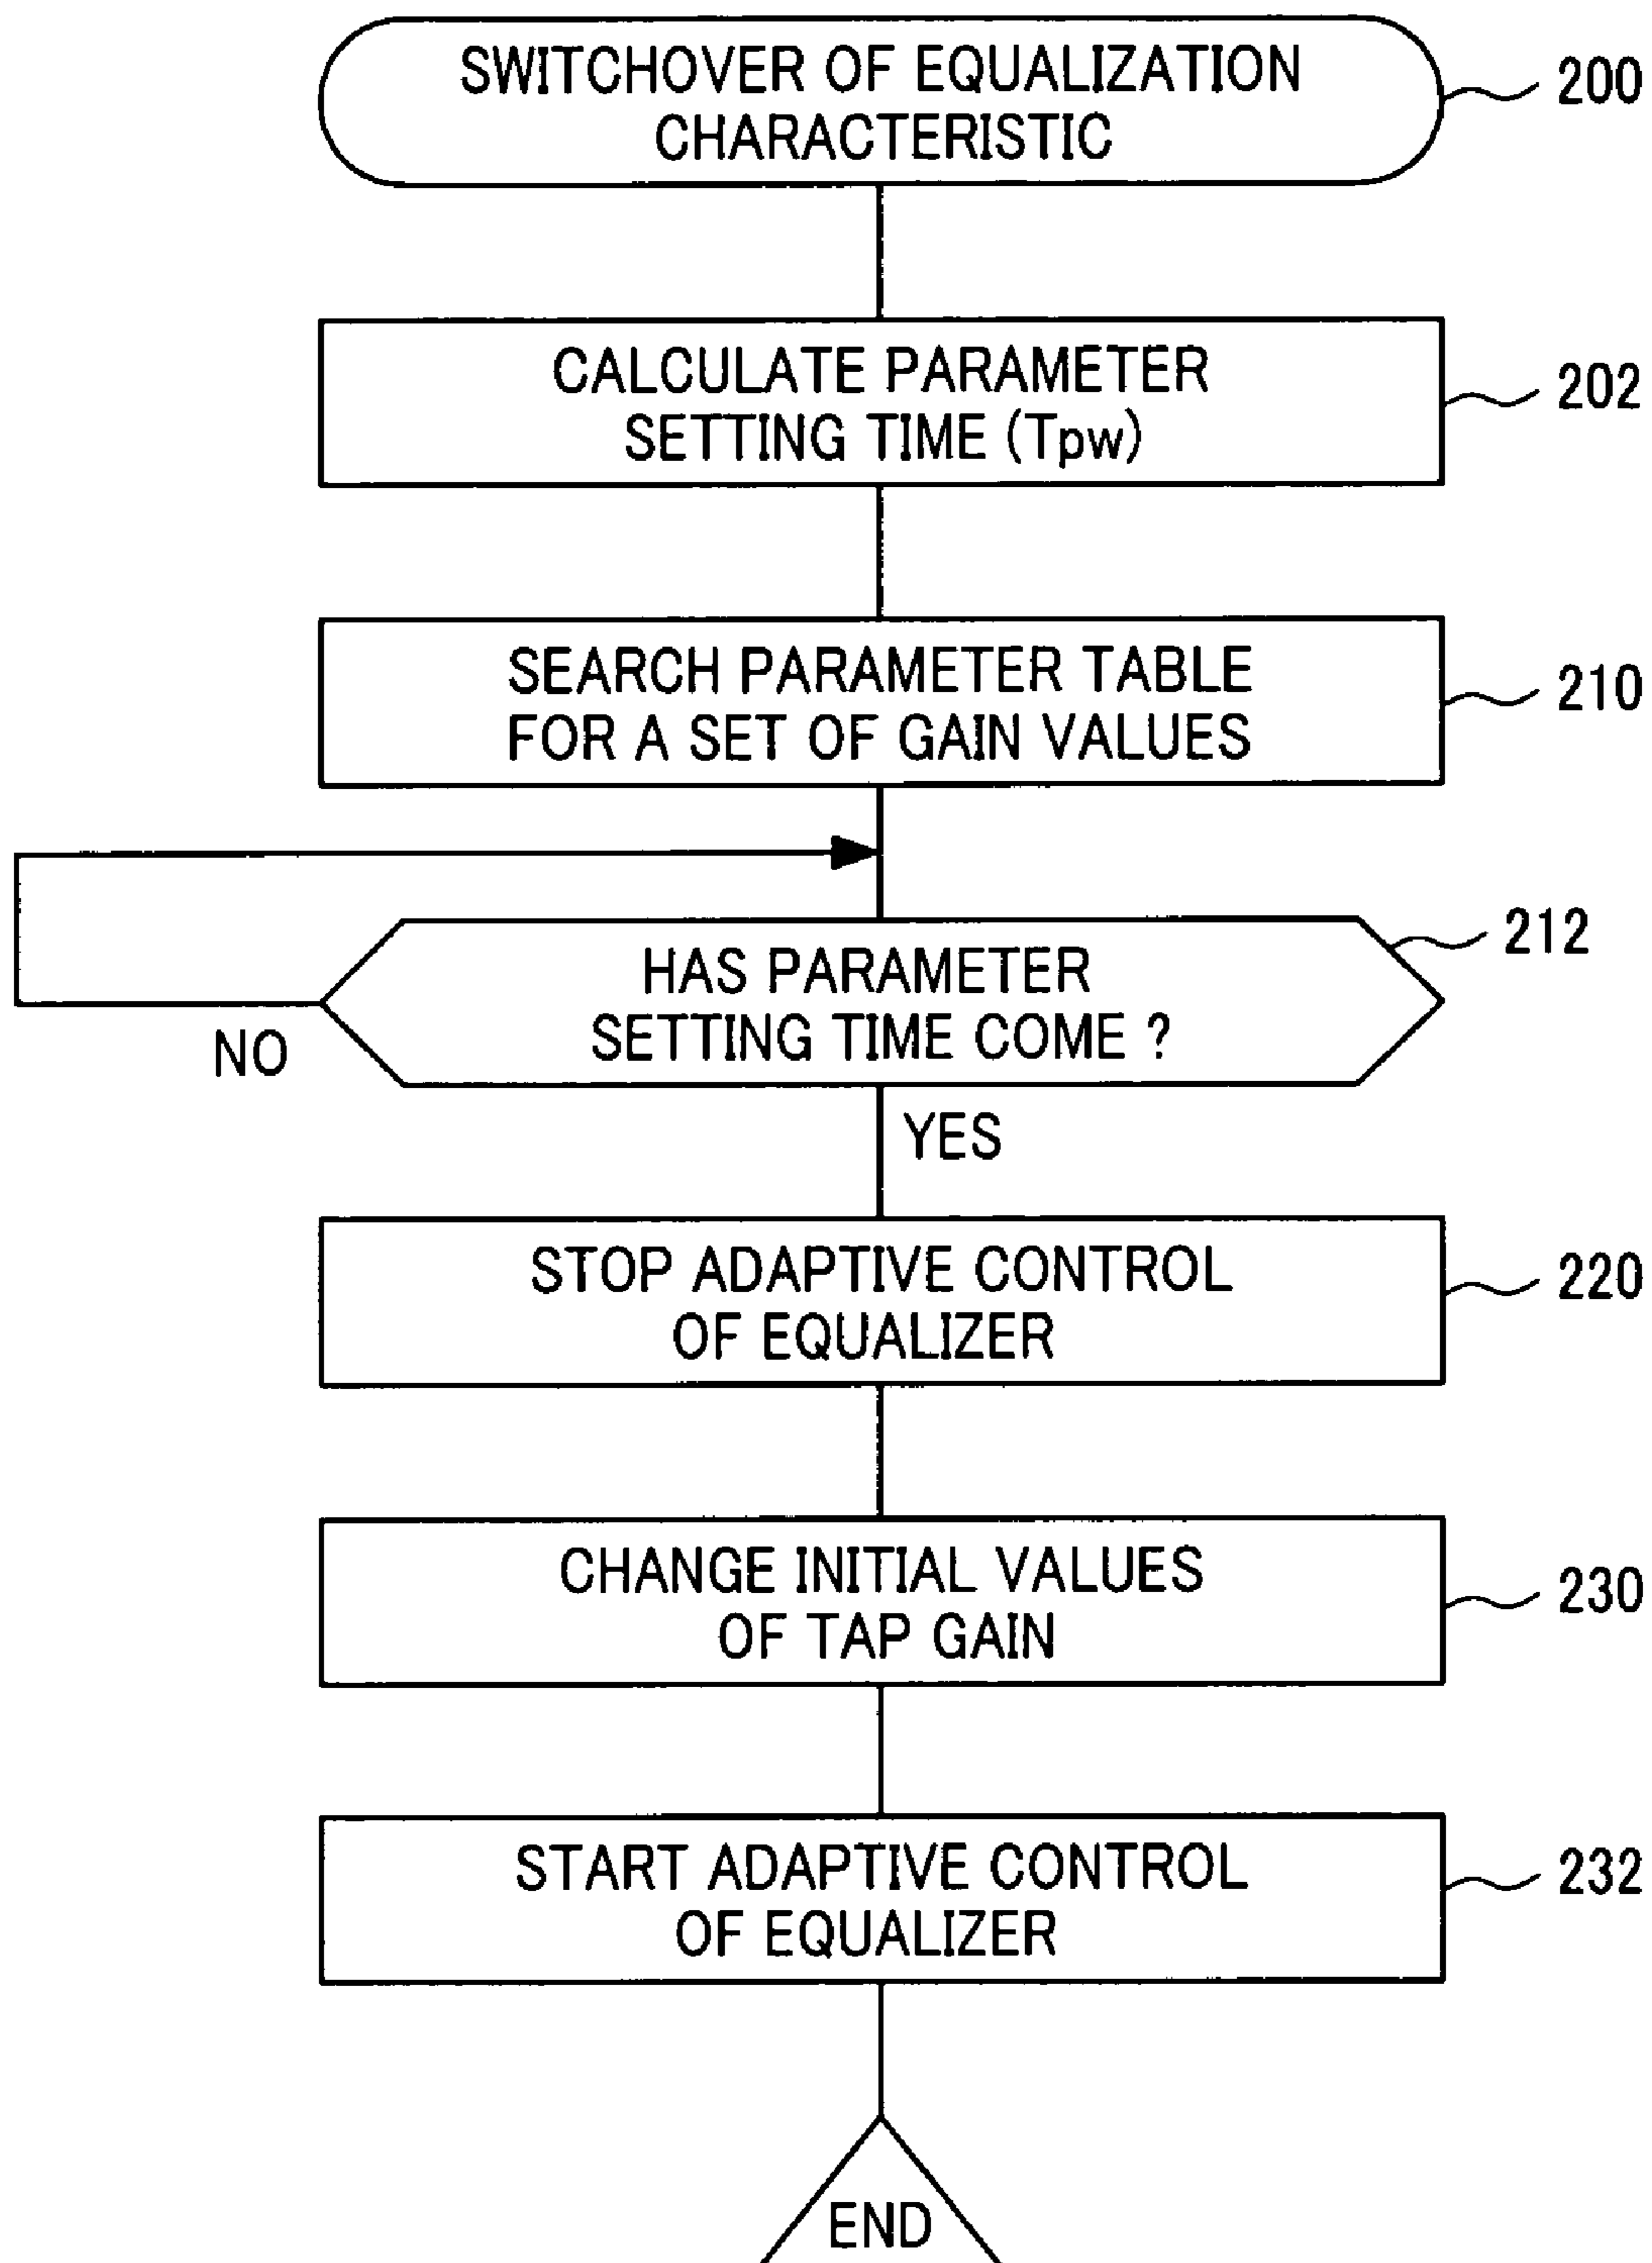 SWITCHOVER OF EQUALIZATION
CHARACTERISTIC
200
CALCULATE PARAMETER
SETTING TIME (Tpw)
202
SEARCH PARAMETER TABLE
FOR A SET OF GAIN VALUES
210
HAS PARAMETER
SETTING TIME COME ?
212
NO
YES
STOP ADAPTIVE CONTROL
OF EQUALIZER
220
CHANGE INITIAL VALUES
OF TAP GAIN
230
START ADAPTIVE CONTROL
OF EQUALIZER
232
END